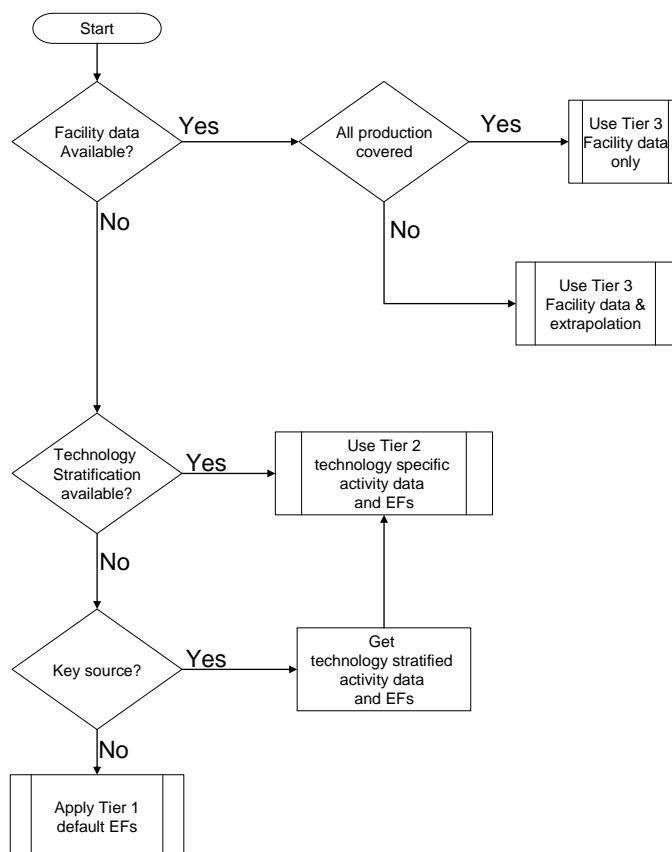 Start
Facility data
Available?
Yes
All production
covered
Yes
Use Tier 3
Facility data
only
No
No
Use Tier 3
Facility data &
extrapolation
Technology
Stratification
available?
Yes
Use Tier 2
technology specific
activity data
and EFs
No
Key source?
Yes
Get
technology stratified
activity data
and EFs
No
Apply Tier 1
default EFs